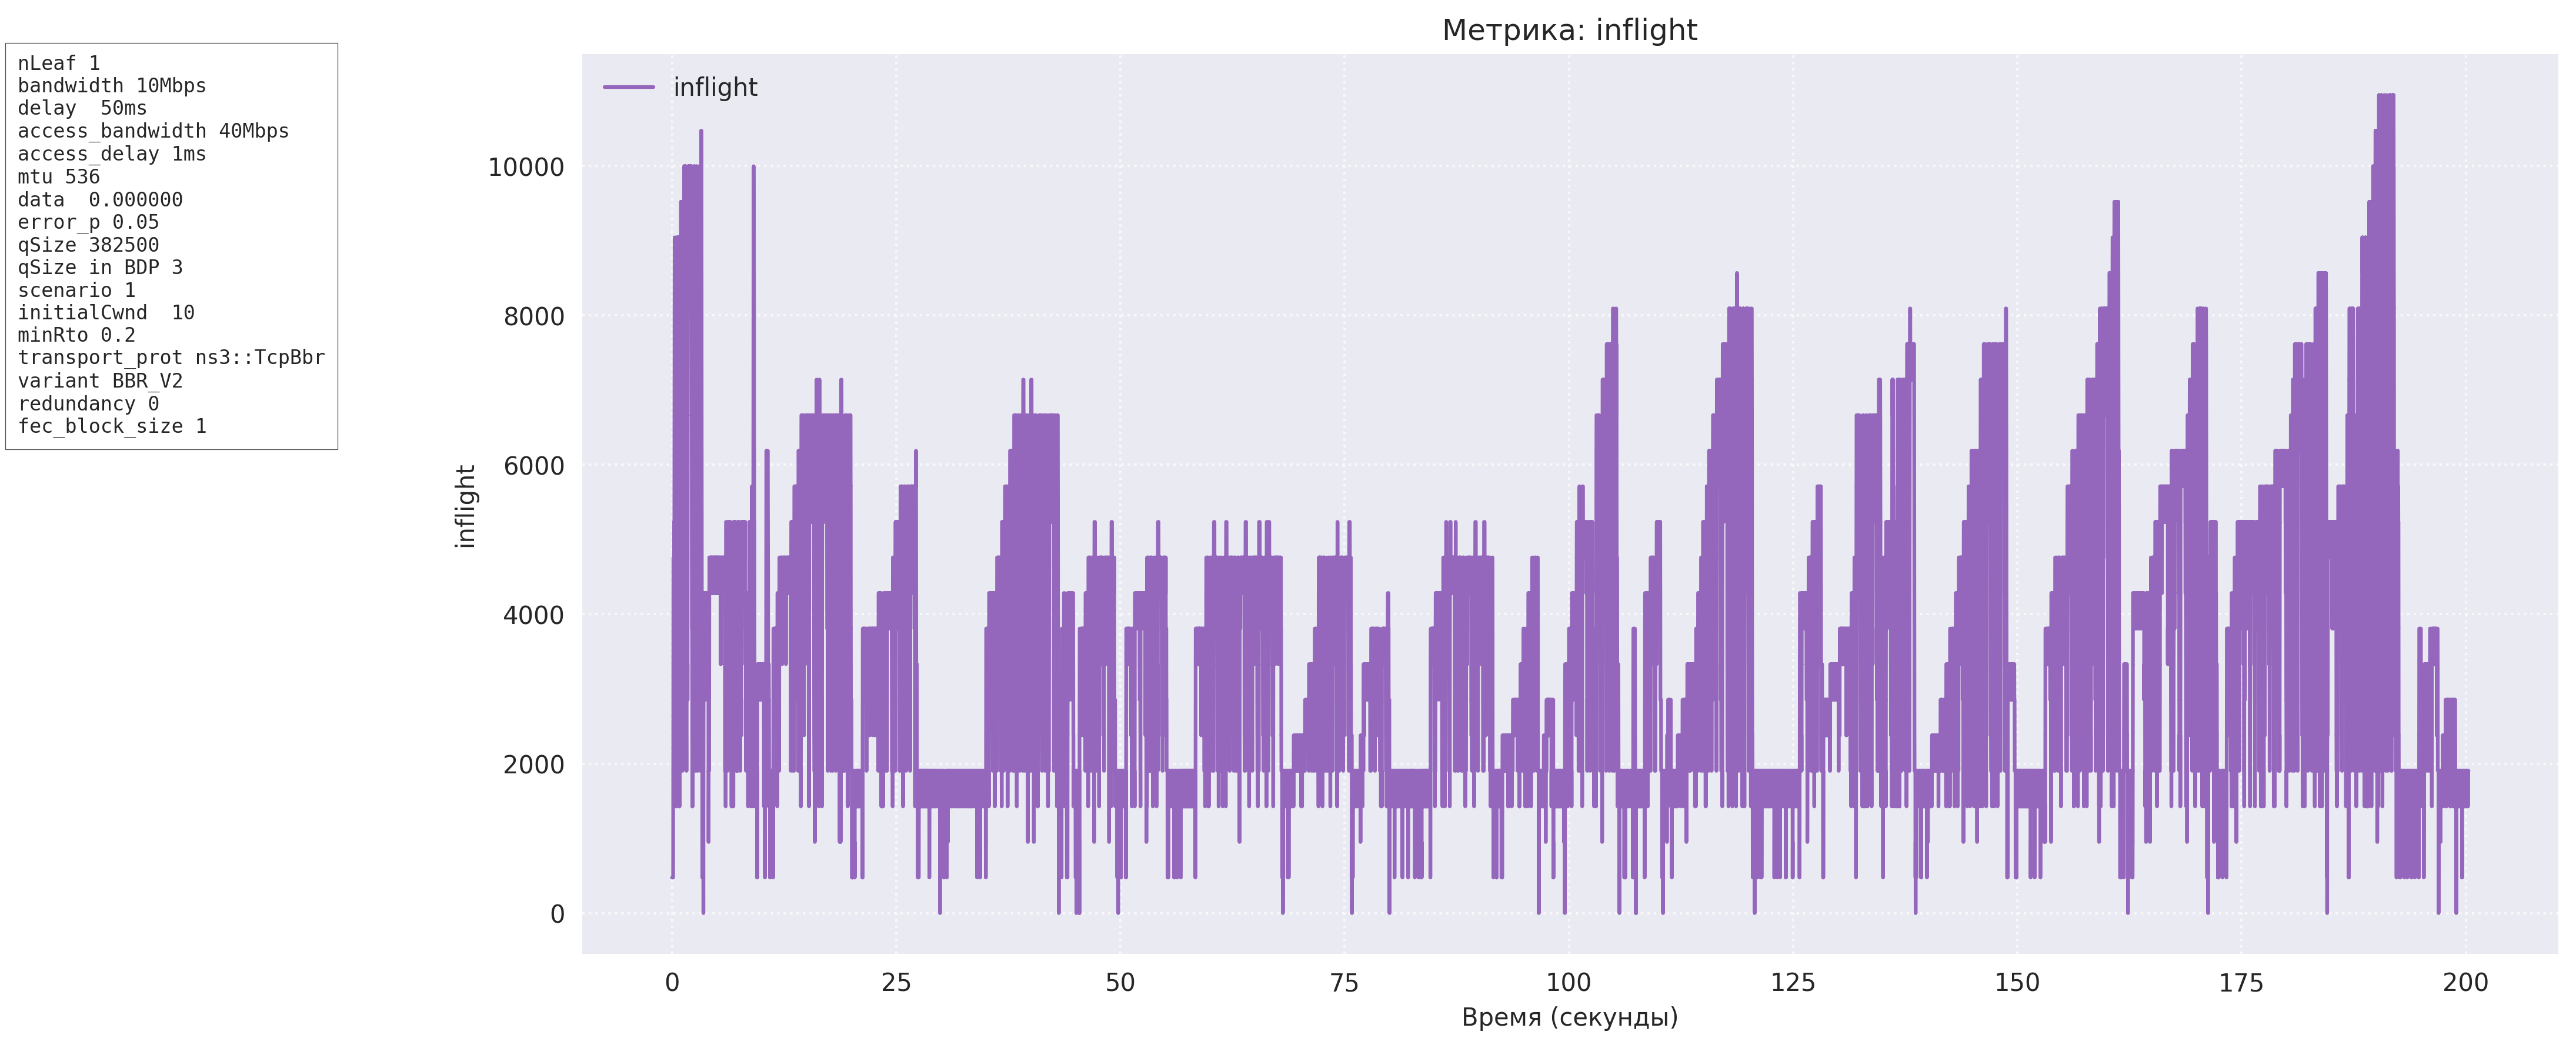 Метрика: inflight
nLeaf 1
bandwidth 10Mbps
delay  50ms
access_bandwidth 40Mbps
access_delay 1ms
mtu 536
data  0.000000
error_p 0.05
qSize 382500
qSize in BDP 3
scenario 1
initialCwnd  10
minRto 0.2
transport_prot ns3::TcpBbr
variant BBR_V2
redundancy 0
fec_block_size 1
inflight
inflight
10000
8000
6000
4000
2000
0
0 25 50 75 100 125 150 175 200
Время (секунды)